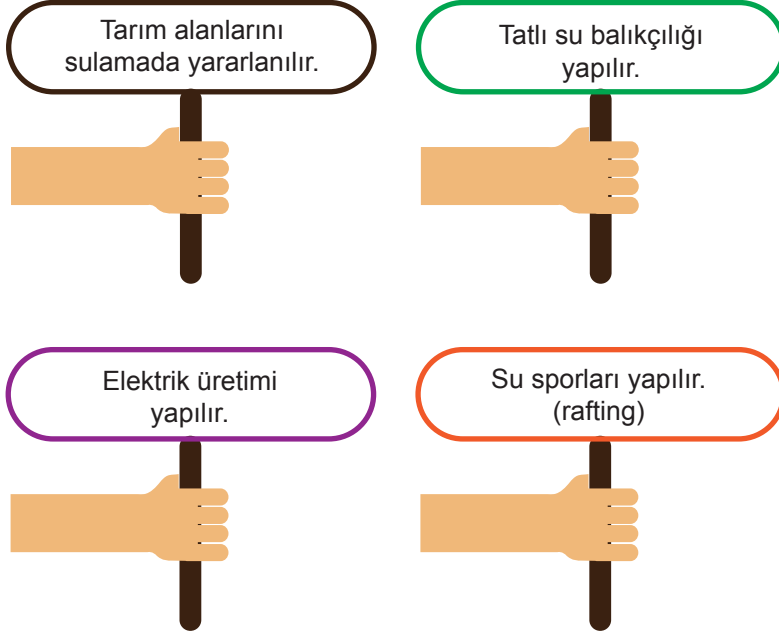 Tarım alanlarını
sulamada yararlanılır.
Tatlı su balıkçılığı
yapılır.
Elektrik üretimi
yapılır.
Su sporları yapılır.
(rafting)